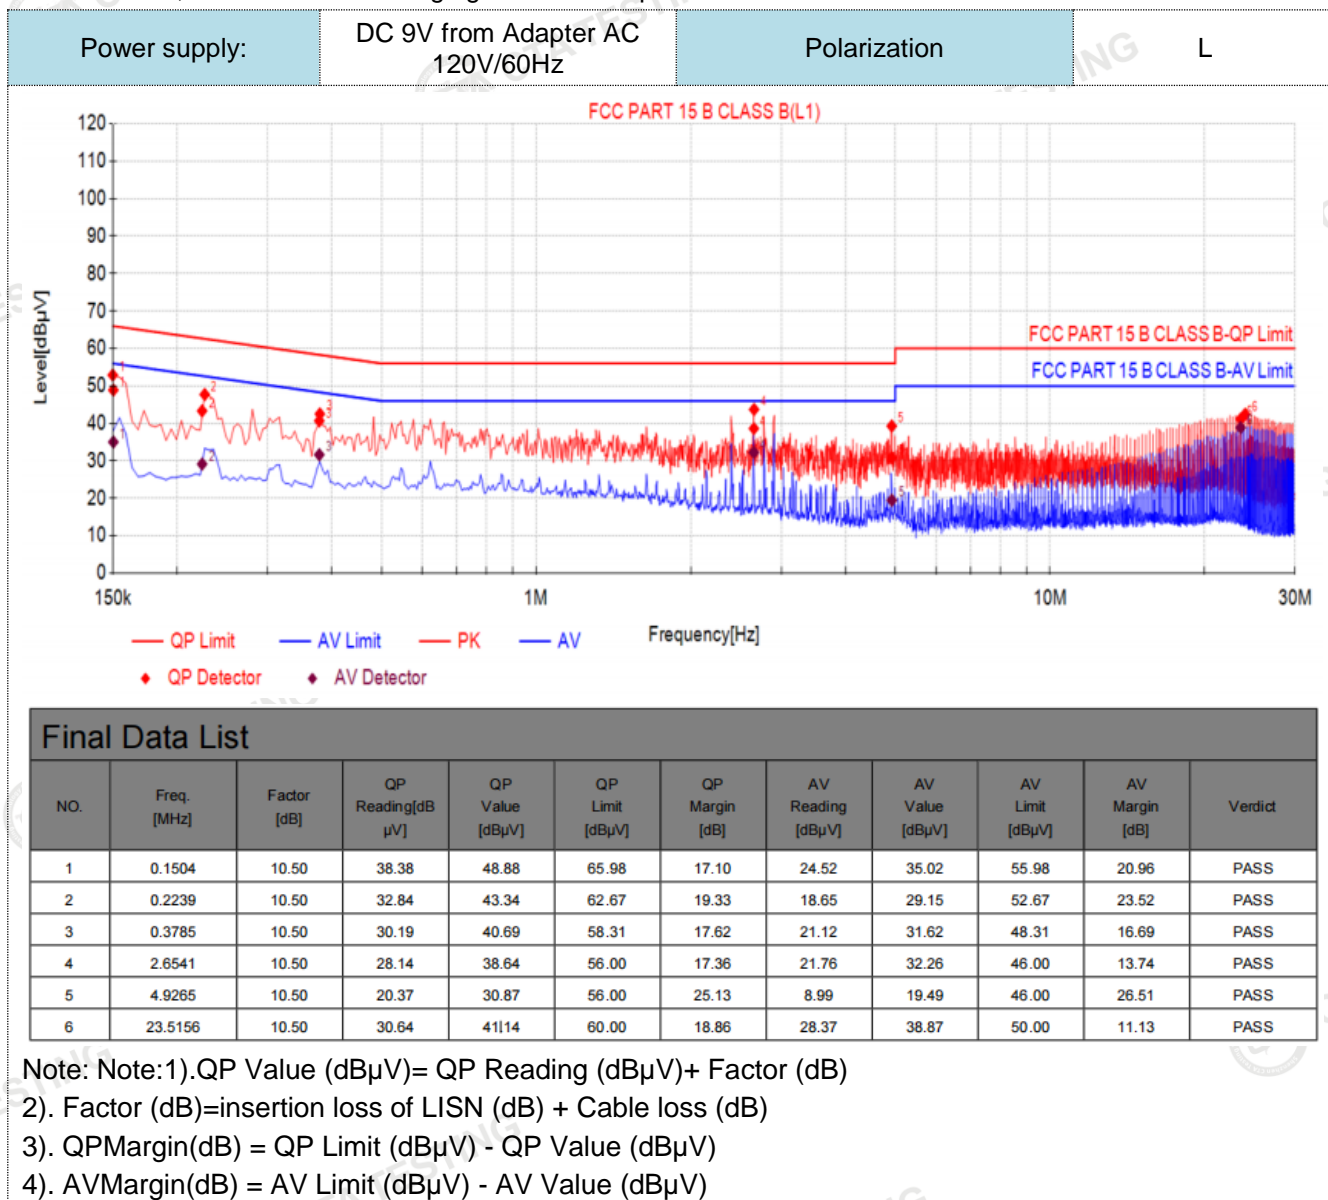 Power supply: DC 9V from Adapter AC 120V/60Hz Polarization L
FCC PART 15 B CLASS B(L1)
120
110
100
90
80
70
60
50
40
30
20
10
0
Level[dBµV]
FCC PART 15 B CLASS B-QP Limit
FCC PART 15 B CLASS B-AV Limit
150k 1M 10M 30M
Frequency[Hz]
QP Limit AV Limit PK AV
QP Detector AV Detector
Final Data List
NO. Freq. [MHz] Factor [dB] QP Reading[dB µV] QP Value [dBµV] QP Limit [dBµV] QP Margin [dB] AV Reading [dBµV] AV Value [dBµV] AV Limit [dBµV] AV Margin [dB] Verdict
1 0.1504 10.50 38.38 48.88 65.98 17.10 24.52 35.02 55.98 20.96 PASS
2 0.2239 10.50 32.84 43.34 62.67 19.33 18.65 29.15 52.67 23.52 PASS
3 0.3785 10.50 30.19 40.69 58.31 17.62 21.12 31.62 48.31 16.69 PASS
4 2.6541 10.50 28.14 38.64 56.00 17.36 21.76 32.26 46.00 13.74 PASS
5 4.9265 10.50 20.37 30.87 56.00 25.13 8.99 19.49 46.00 26.51 PASS
6 23.5156 10.50 30.64 41.14 60.00 18.86 28.37 38.87 50.00 11.13 PASS
Note: Note:1).QP Value (dBµV)= QP Reading (dBµV)+ Factor (dB)
2). Factor (dB)=insertion loss of LISN (dB) + Cable loss (dB)
3). QPMargin(dB) = QP Limit (dBµV) - QP Value (dBµV)
4). AVMargin(dB) = AV Limit (dBµV) - AV Value (dBµV)